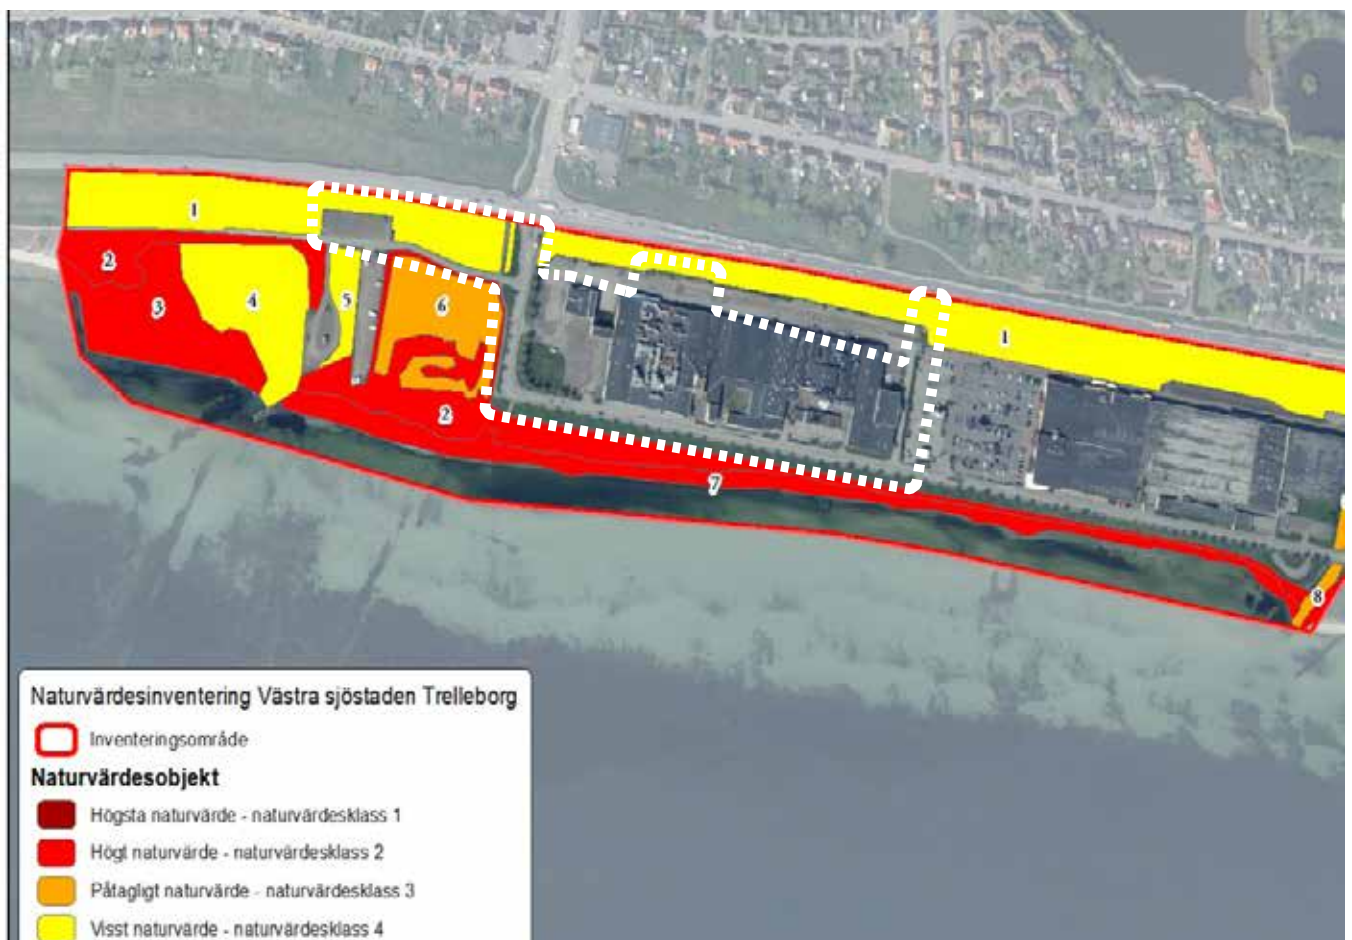 1
2
3
4
5
6
2
1
7
8
Naturvärdesinventering Västra sjöstaden Trelleborg
Inventeringsområde
Naturvärdesobjekt
Högsta naturvärde - naturvärdesklass 1
Högt naturvärde - naturvärdesklass 2
Påtagligt naturvärde - naturvärdesklass 3
Visst naturvärde - naturvärdesklass 4